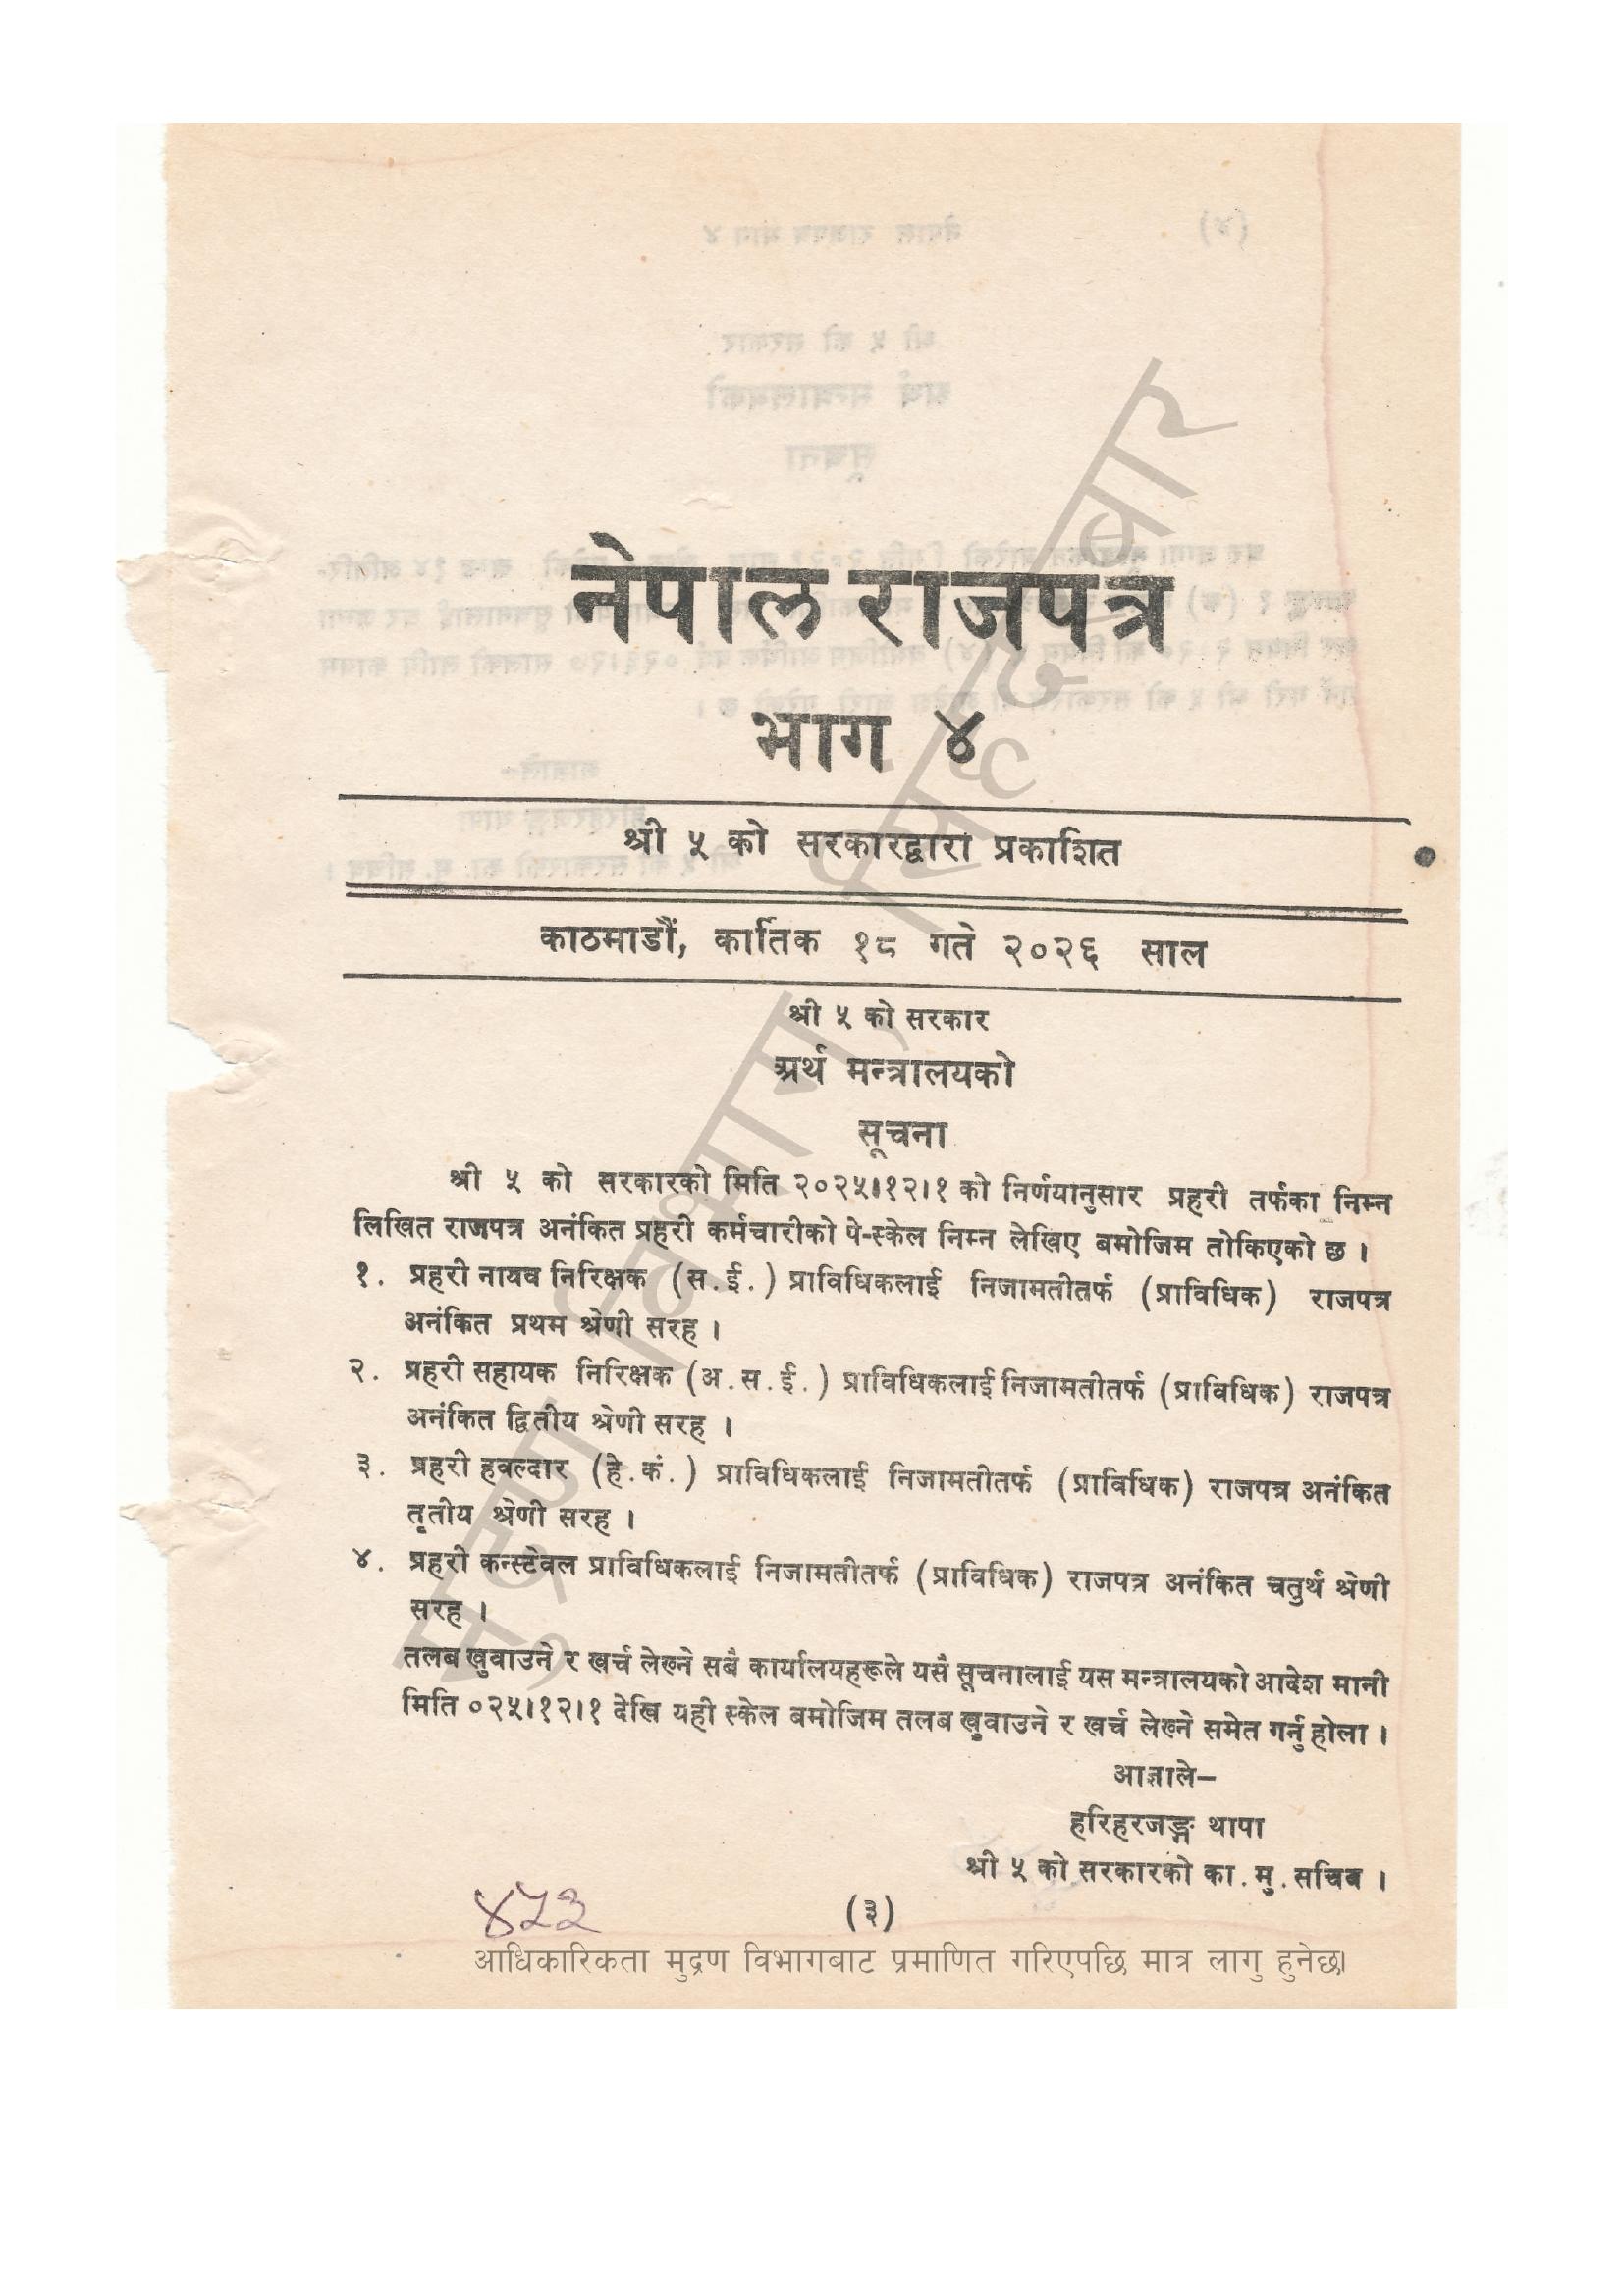 नेपाल राजपत्र
भाग ४
श्री ५ को सरकारद्वारा प्रकाशित
काठमाडौं, कार्तिक १८ गते २०२६ साल
श्री ५ को सरकार
अर्थ मन्त्रालयको
सूचना
श्री ५ को सरकारको मिति २०२५।१२।१ को निर्णयानुसार प्रहरी तर्फका निम्न
लिखित राजपत्र अनंकित प्रहरी कर्मचारीको पे-स्केल निम्न लेखिए बमोजिम तोकिएको छ ।
१. प्रहरी नायव निरिक्षक (स.ई.) प्राविधिकलाई निजामतीतर्फ (प्राविधिक) राजपत्र
अनंकित प्रथम श्रेणी सरह ।
२. प्रहरी सहायक निरिक्षक (अ.स.ई.) प्राविधिकलाई निजामतीतर्फ (प्राविधिक) राजपत्र
अनंकित द्वितीय श्रेणी सरह ।
३. प्रहरी हवल्दार (हे.कं.) प्राविधिकलाई निजामतीतर्फ (प्राविधिक) राजपत्र अनंकित
तृतीय श्रेणी सरह ।
४. प्रहरी कन्स्टेवल प्राविधिकलाई निजामतीतर्फ (प्राविधिक) राजपत्र अनंकित चतुर्थ श्रेणी
सरह ।
तलब खुवाउने र खर्च लेख्ने सबै कार्यालयहरूले यसै सूचनालाई यस मन्त्रालयको आदेश मानी
मिति ०२५।१२।१ देखि यही स्केल बमोजिम तलब खुवाउने र खर्च लेख्ने समेत गर्नु होला ।
आज्ञाले–
हरिहरजङ्ग थापा
श्री ५ को सरकारको का.मु.सचिव ।
(३)
आधिकारिकता मुद्रण विभागबाट प्रमाणित गरिएपछि मात्र लागु हुनेछ।
मुद्रण विभाग, सिंहदरबार